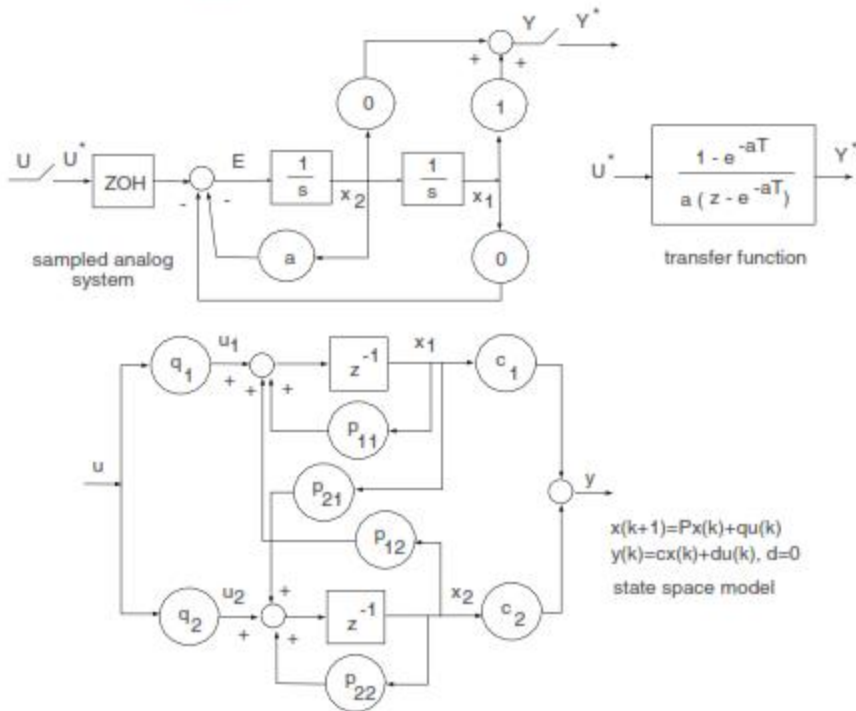 Y
Y*
+
+
0
1
U
U*
ZOH
-
-
E
1
s
x2
1
s
x1
a
0
sampled analog
system
U*
1 - e^-aT
a ( z - e^-aT )
Y*
transfer function
q1
u1
+
+
+
z^-1
x1
c1
p11
u
p21
p12
y
x(k+1)=Px(k)+qu(k)
y(k)=cx(k)+du(k), d=0
state space model
q2
u2
+
+
+
z^-1
x2
c2
p22